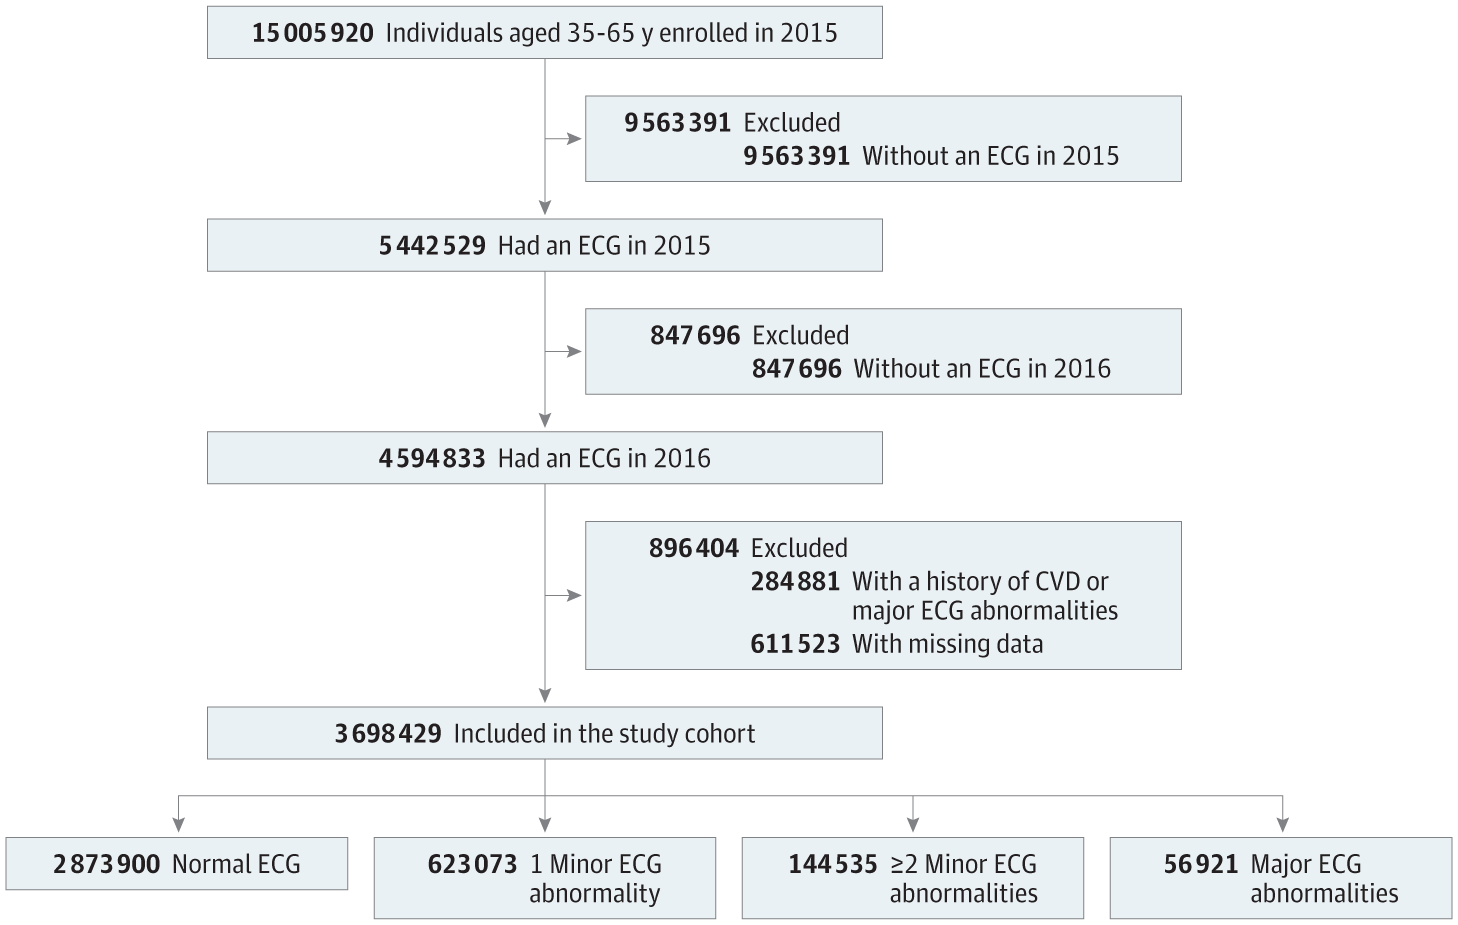 15 005 920 Individuals aged 35-65 y enrolled in 2015
9 563 391 Excluded
9 563 391 Without an ECG in 2015
5 442 529 Had an ECG in 2015
847 696 Excluded
847 696 Without an ECG in 2016
4 594 833 Had an ECG in 2016
896 404 Excluded
284 881 With a history of CVD or
major ECG abnormalities
611 523 With missing data
3 698 429 Included in the study cohort
2 873 900 Normal ECG
623 073 1 Minor ECG
abnormality
144 535 ≥2 Minor ECG
abnormalities
56 921 Major ECG
abnormalities